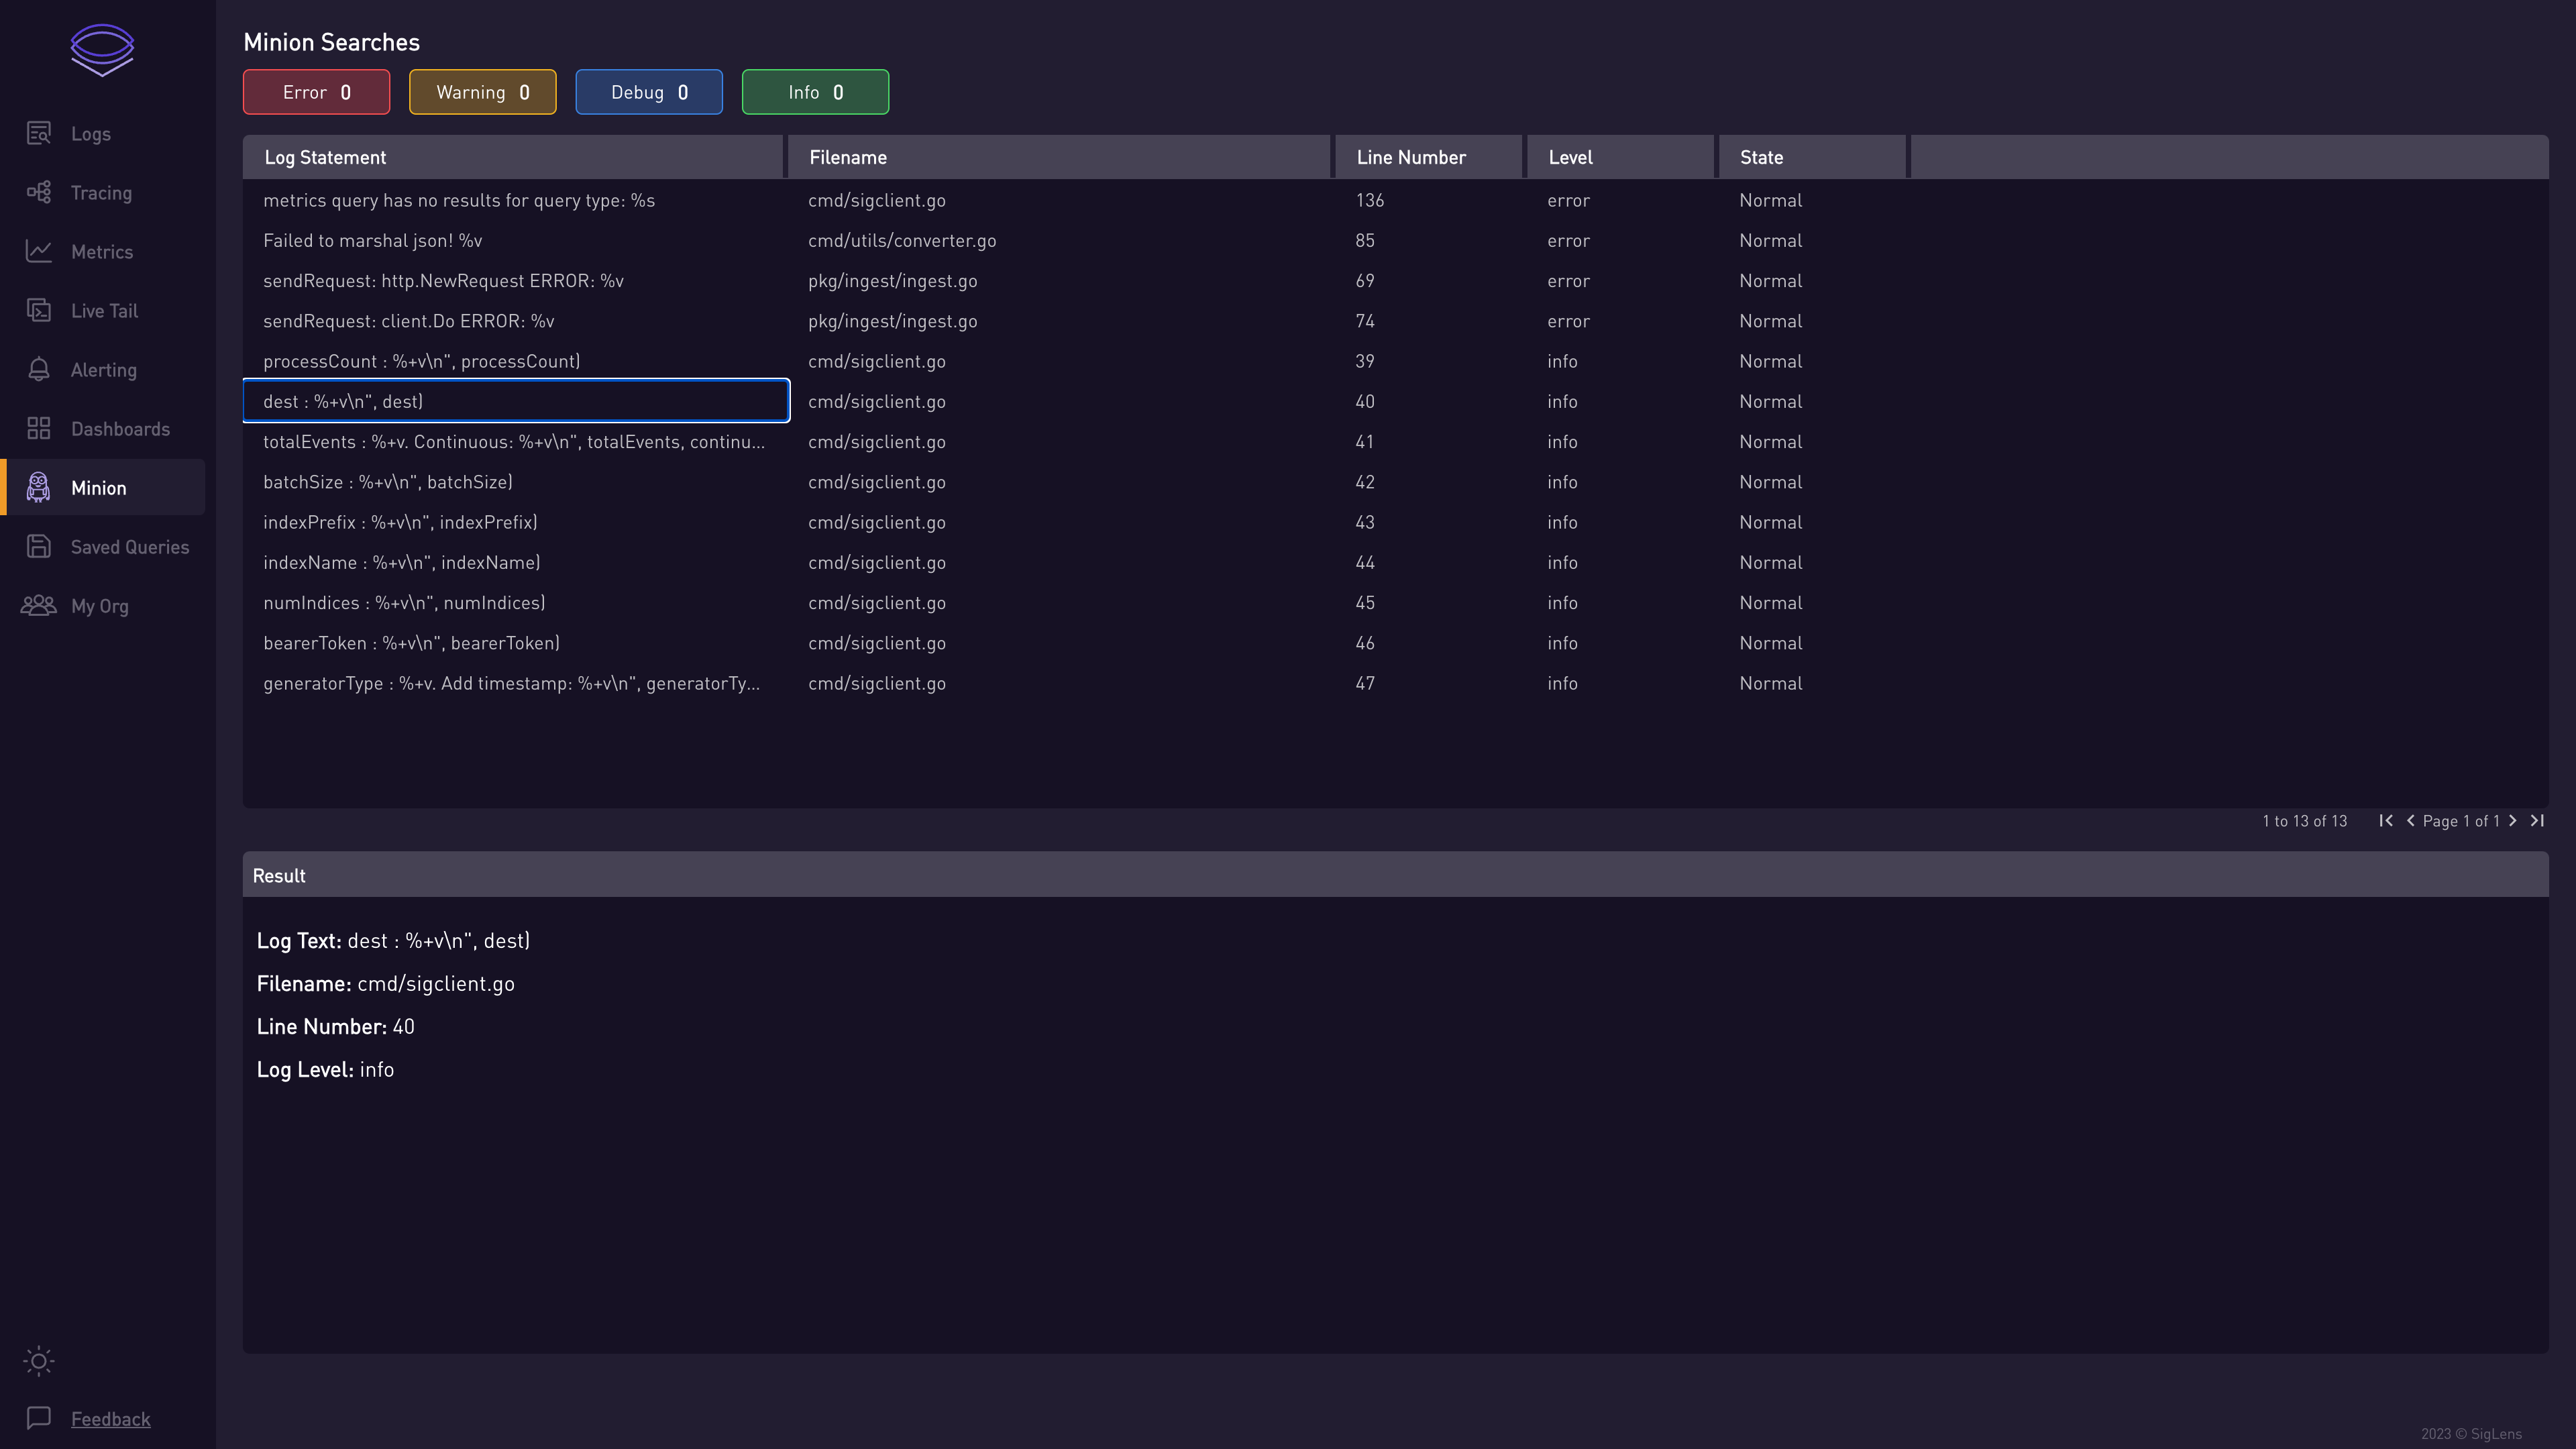 Logs
Tracing
Metrics
Live Tail
Alerting
Dashboards
Minion
Saved Queries
My Org
Feedback
Minion Searches
Error 0 Warning 0 Debug 0 Info 0
Log Statement Filename Line Number Level State
metrics query has no results for query type: %s cmd/sigclient.go 136 error Normal
Failed to marshal json! %v cmd/utils/converter.go 85 error Normal
sendRequest: http.NewRequest ERROR: %v pkg/ingest/ingest.go 69 error Normal
sendRequest: client.Do ERROR: %v pkg/ingest/ingest.go 74 error Normal
processCount : %+v\n", processCount) cmd/sigclient.go 39 info Normal
dest : %+v\n", dest) cmd/sigclient.go 40 info Normal
totalEvents : %+v. Continuous: %+v\n", totalEvents, continu... cmd/sigclient.go 41 info Normal
batchSize : %+v\n", batchSize) cmd/sigclient.go 42 info Normal
indexPrefix : %+v\n", indexPrefix) cmd/sigclient.go 43 info Normal
indexName : %+v\n", indexName) cmd/sigclient.go 44 info Normal
numIndices : %+v\n", numIndices) cmd/sigclient.go 45 info Normal
bearerToken : %+v\n", bearerToken) cmd/sigclient.go 46 info Normal
generatorType : %+v. Add timestamp: %+v\n", generatorTy... cmd/sigclient.go 47 info Normal
1 to 13 of 13 Page 1 of 1
Result
Log Text: dest : %+v\n", dest)
Filename: cmd/sigclient.go
Line Number: 40
Log Level: info
2023 © SigLens